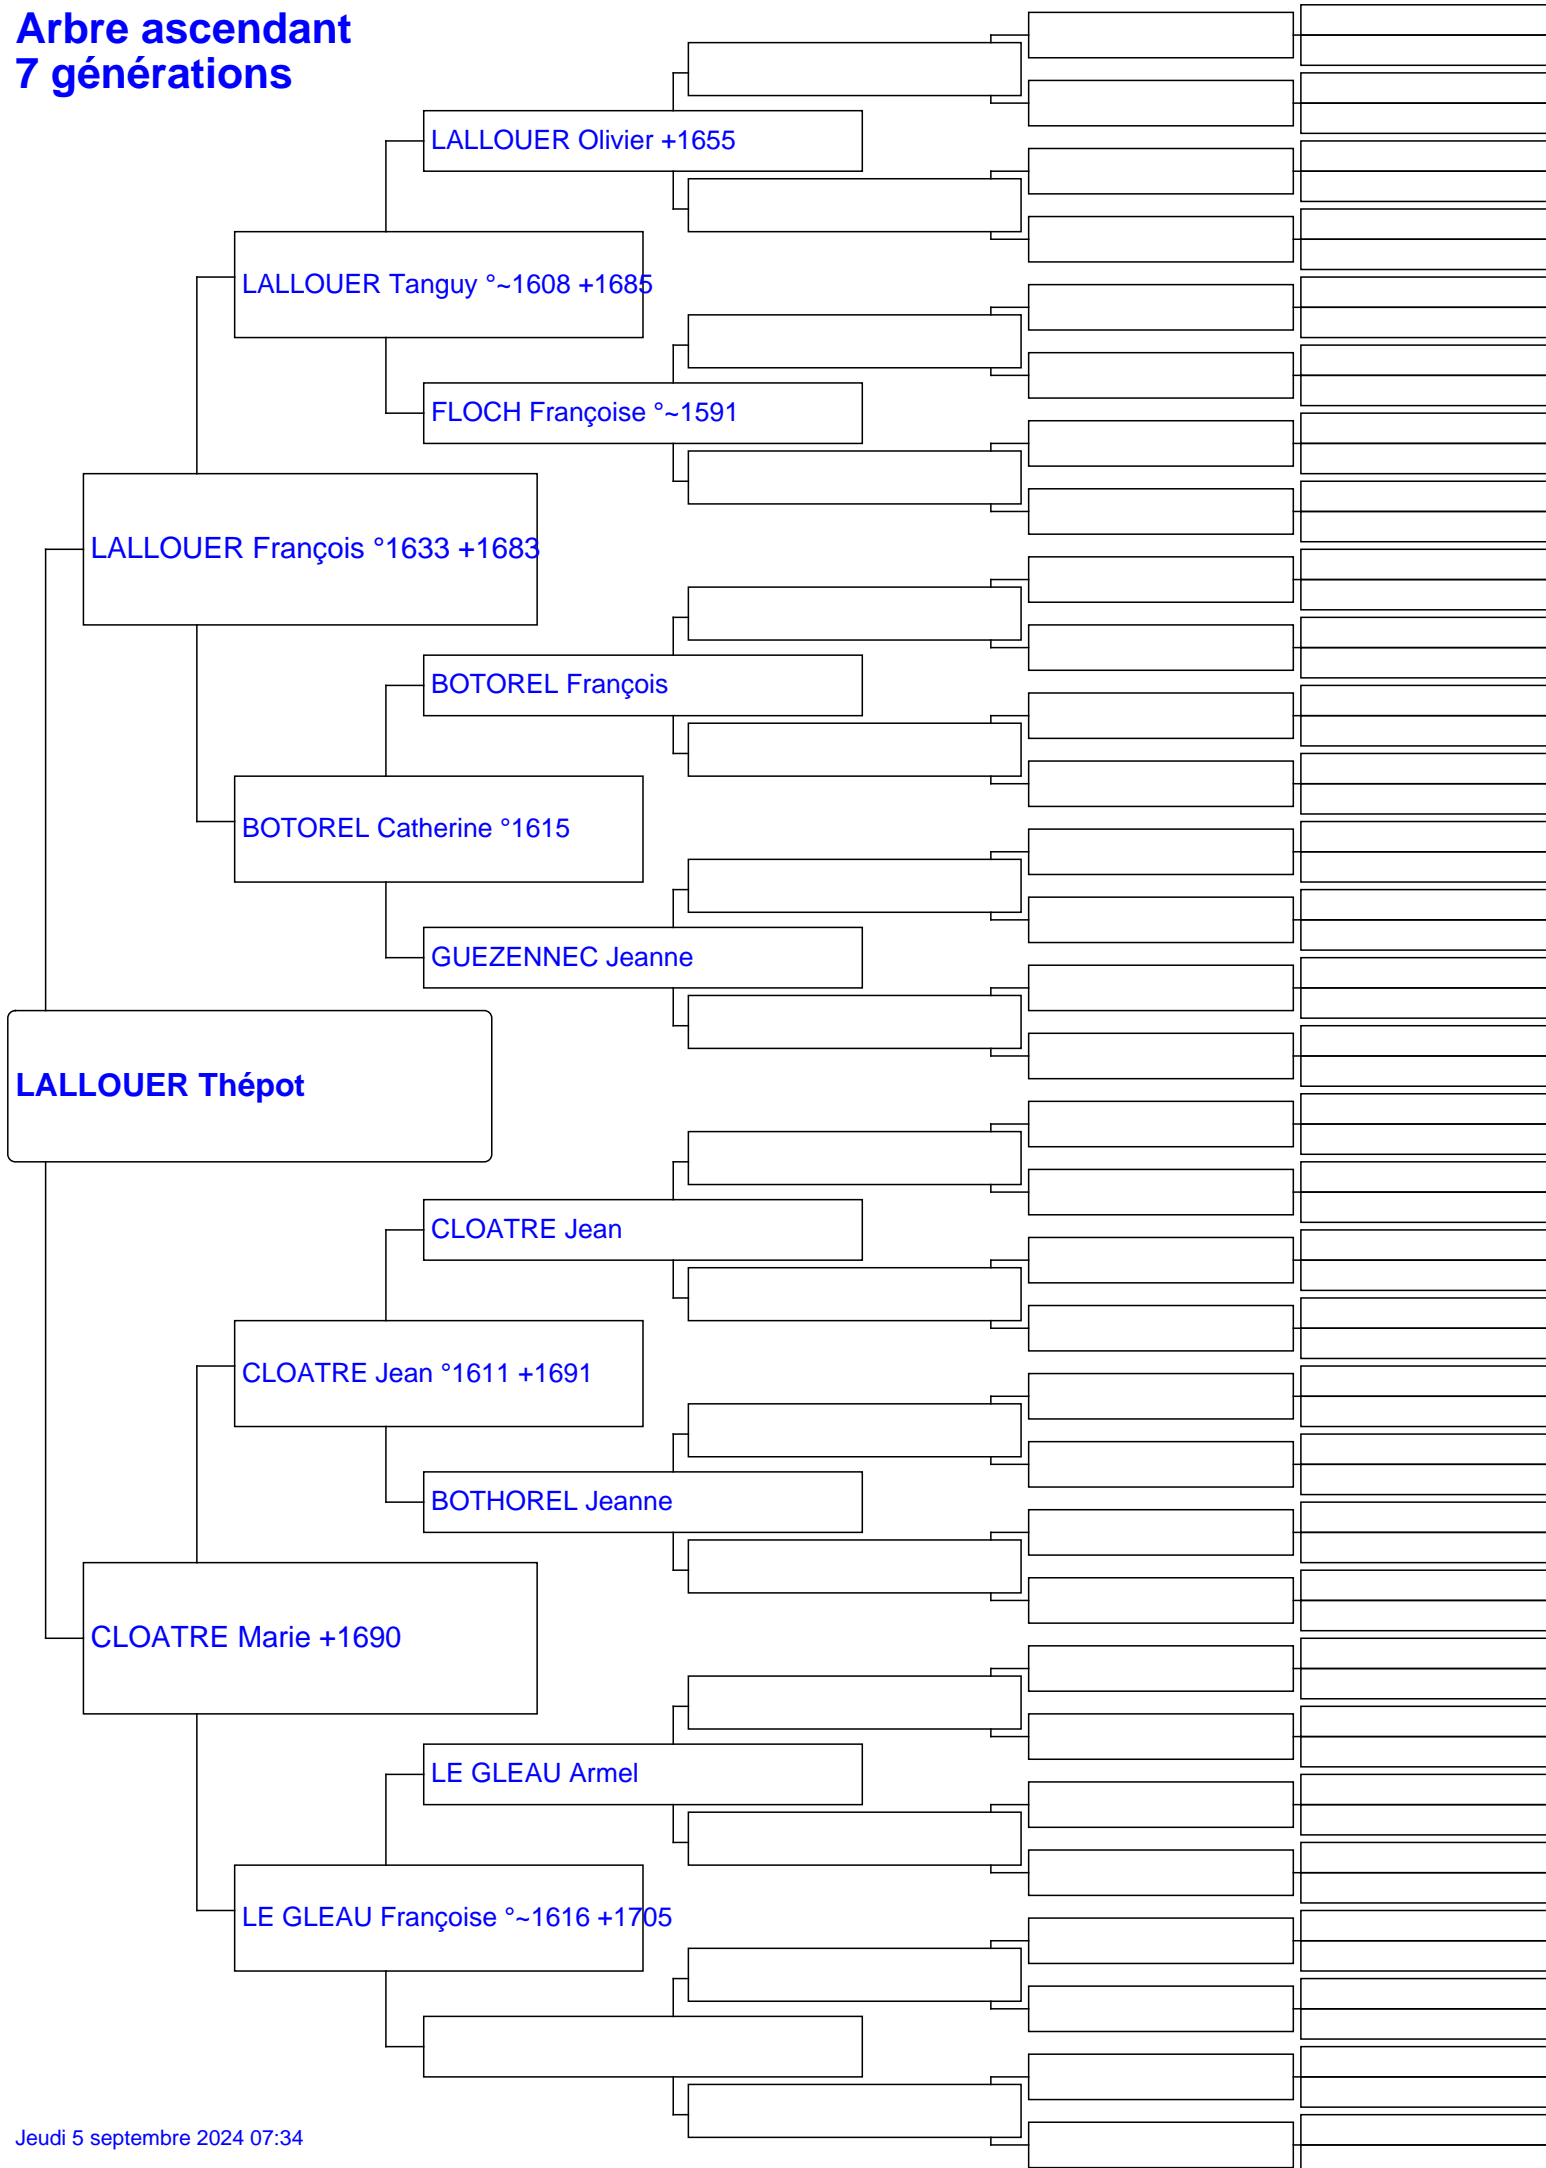 Arbre ascendant
7 générations
LALLOUER Olivier +1655
LALLOUER Tanguy °~1608 +1685
FLOCH Françoise °~1591
LALLOUER François °1633 +1683
BOTOREL François
BOTOREL Catherine °1615
GUEZENNEC Jeanne
LALLOUER Thépot
CLOATRE Jean
CLOATRE Jean °1611 +1691
BOTHOREL Jeanne
CLOATRE Marie +1690
LE GLEAU Armel
LE GLEAU Françoise °~1616 +1705
Jeudi 5 septembre 2024 07:34